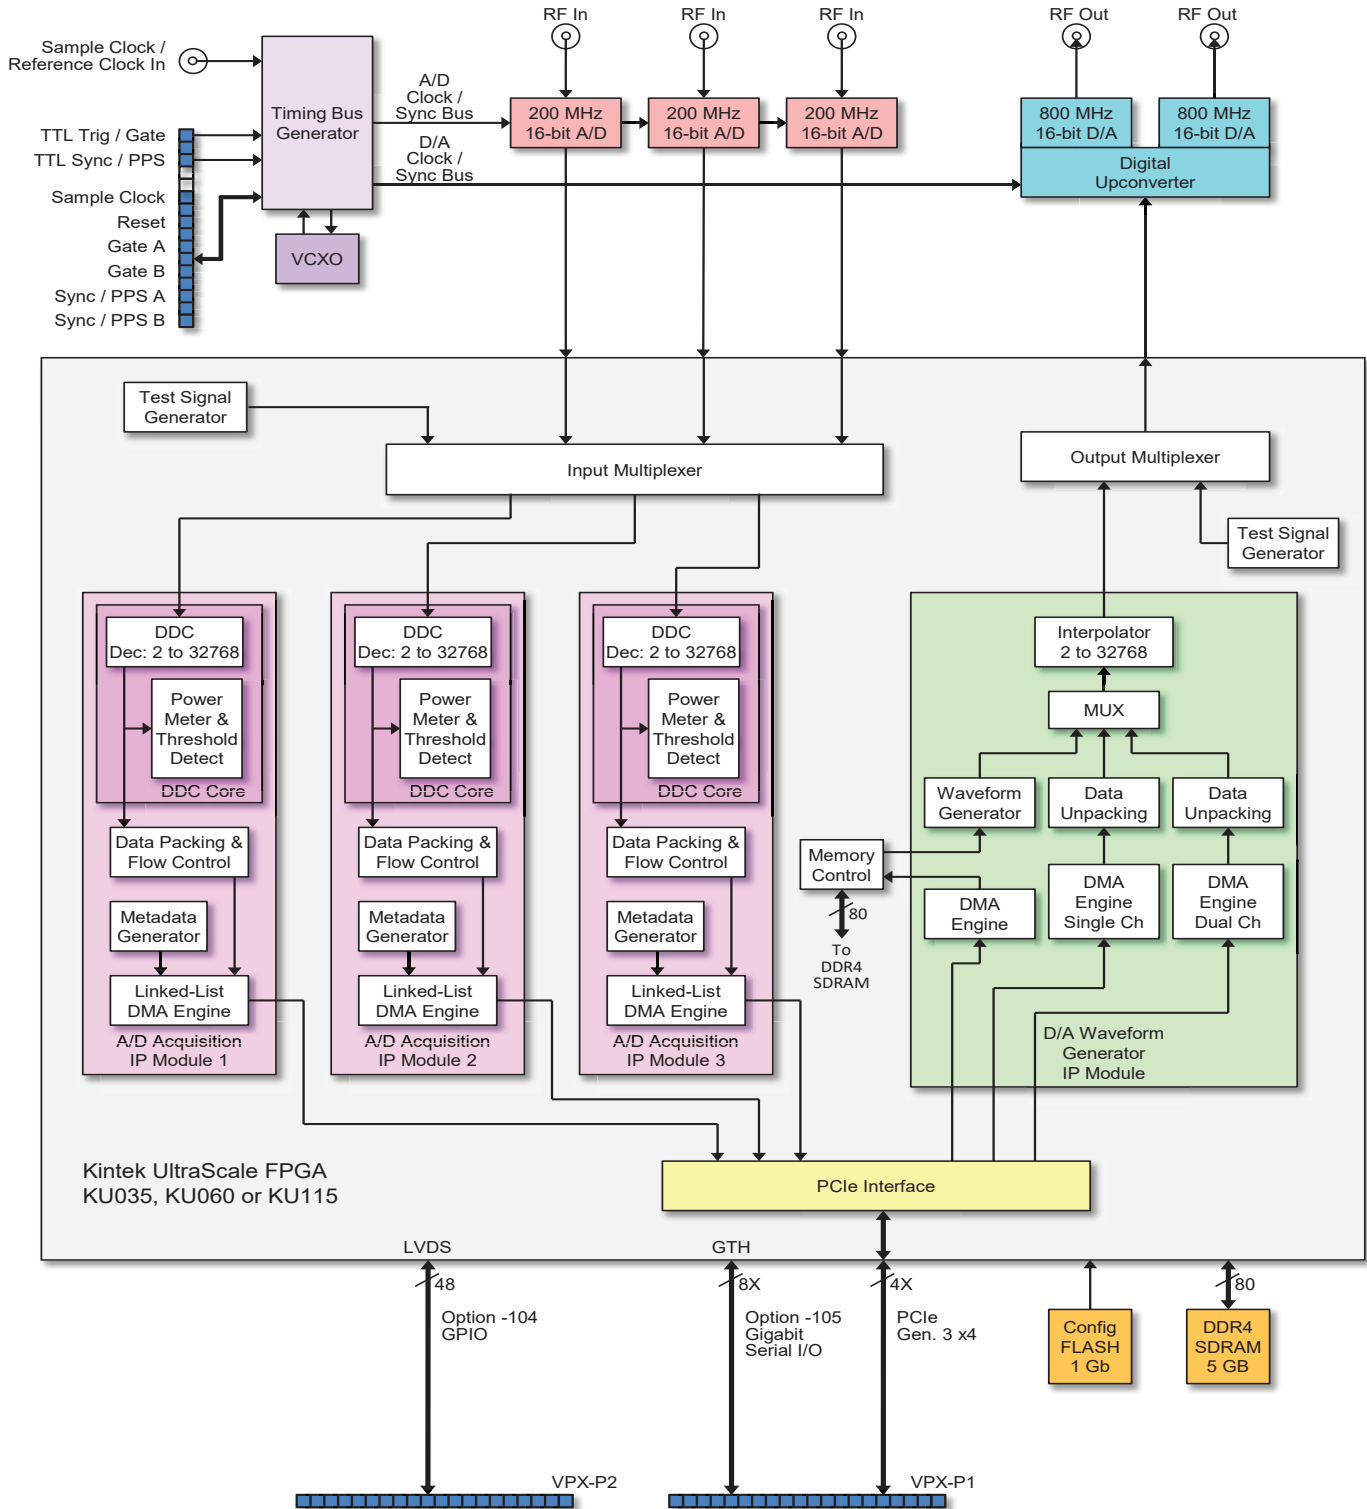 RF In
RF In
RF In
RF Out
RF Out
Sample Clock /
Reference Clock In
TTL Trig / Gate
TTL Sync / PPS
Sample Clock
Reset
Gate A
Gate B
Sync / PPS A
Sync / PPS B
Timing Bus
Generator
VCXO
A/D
Clock /
Sync Bus
D/A
Clock /
Sync Bus
200 MHz
16-bit A/D
200 MHz
16-bit A/D
200 MHz
16-bit A/D
800 MHz
16-bit D/A
800 MHz
16-bit D/A
Digital
Upconverter
Test Signal
Generator
Input Multiplexer
Output Multiplexer
Test Signal
Generator
DDC
Dec: 2 to 32768
Power
Meter &
Threshold
Detect
DDC Core
Data Packing &
Flow Control
Metadata
Generator
Linked-List
DMA Engine
A/D Acquisition
IP Module 1
DDC
Dec: 2 to 32768
Power
Meter &
Threshold
Detect
DDC Core
Data Packing &
Flow Control
Metadata
Generator
Linked-List
DMA Engine
A/D Acquisition
IP Module 2
DDC
Dec: 2 to 32768
Power
Meter &
Threshold
Detect
DDC Core
Data Packing &
Flow Control
Metadata
Generator
Linked-List
DMA Engine
A/D Acquisition
IP Module 3
Interpolator
2 to 32768
MUX
Waveform
Generator
Data
Unpacking
Data
Unpacking
Memory
Control
80
To
DDR4
SDRAM
DMA
Engine
DMA
Engine
Single Ch
DMA
Engine
Dual Ch
D/A Waveform
Generator
IP Module
PCIe Interface
Kintek UltraScale FPGA
KU035, KU060 or KU115
LVDS
GTH
48
8X
4X
80
Option -104
GPIO
Option -105
Gigabit
Serial I/O
PCIe
Gen. 3 x4
Config
FLASH
1 Gb
DDR4
SDRAM
5 GB
VPX-P2
VPX-P1